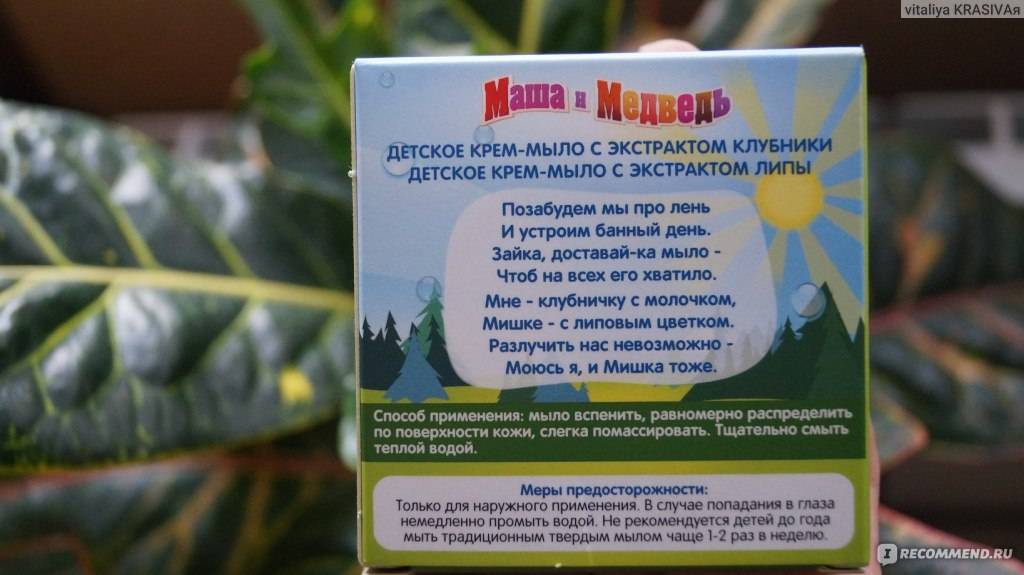 vitaliya KRASIVAя
Маша и Медведь
ДЕТСКОЕ КРЕМ-МЫЛО С ЭКСТРАКТОМ КЛУБНИКИ
ДЕТСКОЕ КРЕМ-МЫЛО С ЭКСТРАКТОМ ЛИПЫ
Позабудем мы про лень
И устроим банный день.
Зайка, доставай-ка мыло -
Чтоб на всех его хватило.
Мне - клубничку с молочком,
Мишке - с липовым цветком.
Разлучить нас невозможно -
Моюсь я, и Мишка тоже.
Способ применения: мыло вспенить, равномерно распределить
по поверхности кожи, слегка помассировать. Тщательно смыть
теплой водой.
Меры предосторожности:
Только для наружного применения. В случае попадания в глаза
немедленно промыть водой. Не рекомендуется детей до года
мыть традиционным твердым мылом чаще 1-2 раз в неделю.
IRECOMMEND.RU